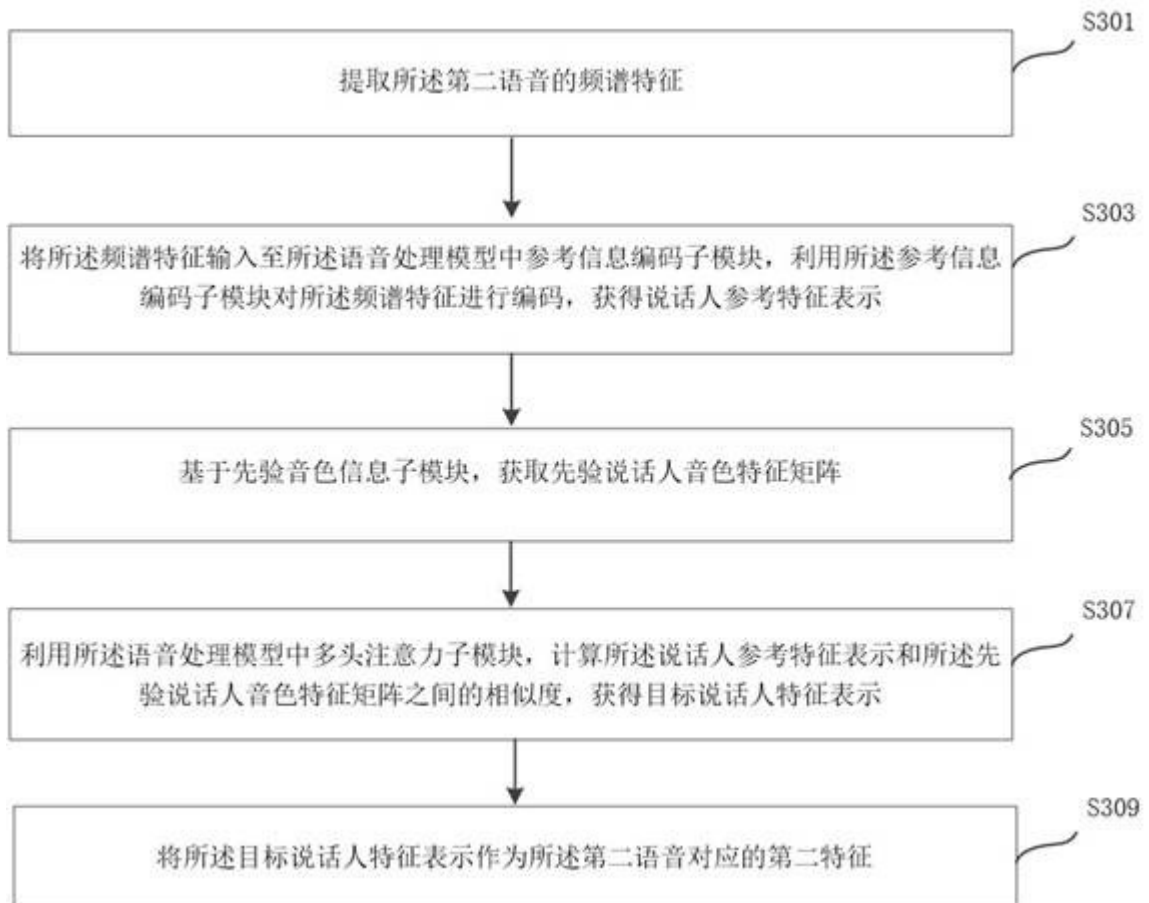 S301
提取所述第二语音的频谱特征
S303
将所述频谱特征输入至所述语音处理模型中参考信息编码子模块，利用所述参考信息
编码子模块对所述频谱特征进行编码，获得说话人参考特征表示
S305
基于先验音色信息子模块，获取先验说话人音色特征矩阵
S307
利用所述语音处理模型中多头注意力子模块，计算所述说话人参考特征表示和所述先
验说话人音色特征矩阵之间的相似度，获得目标说话人特征表示
S309
将所述目标说话人特征表示作为所述第二语音对应的第二特征